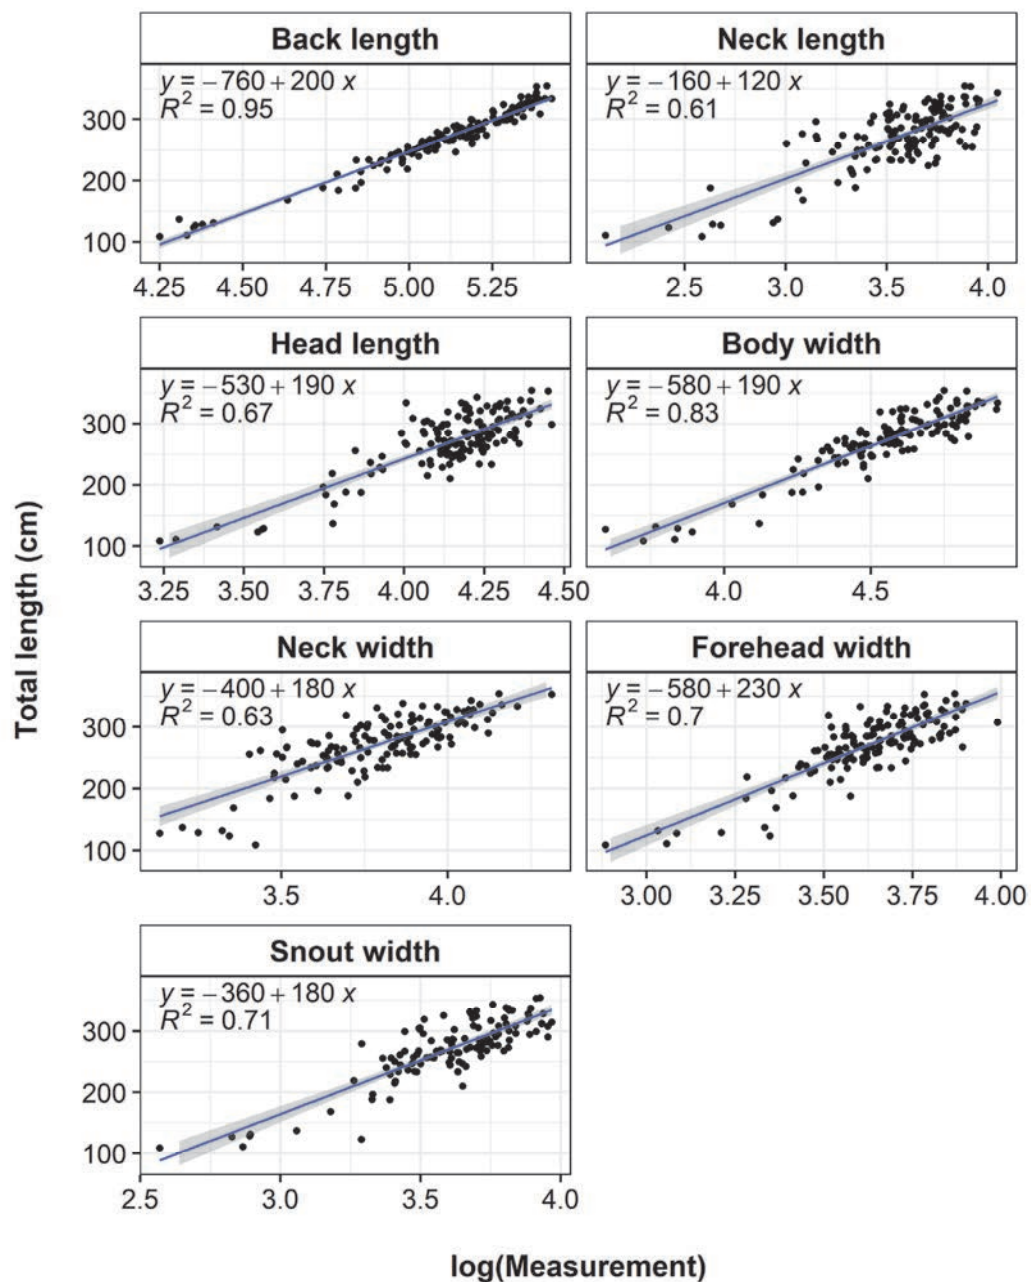 Back length
Neck length
y = −760 + 200 x
R² = 0.95
y = −160 + 120 x
R² = 0.61
300
200
100
4.25 4.50 4.75 5.00 5.25
2.5 3.0 3.5 4.0
Head length
Body width
y = −530 + 190 x
R² = 0.67
y = −580 + 190 x
R² = 0.83
300
200
100
3.25 3.50 3.75 4.00 4.25 4.50
4.0 4.5
Neck width
Forehead width
y = −400 + 180 x
R² = 0.63
y = −580 + 230 x
R² = 0.7
300
200
100
3.5 4.0
3.00 3.25 3.50 3.75 4.00
Snout width
y = −360 + 180 x
R² = 0.71
300
200
100
2.5 3.0 3.5 4.0
Total length (cm)
log(Measurement)